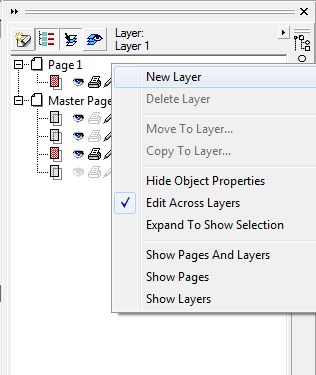 Layer:
Layer 1
Page 1
New Layer
Delete Layer
Master Page
Move To Layer...
Copy To Layer...
Hide Object Properties
Edit Across Layers
Expand To Show Selection
Show Pages And Layers
Show Pages
Show Layers